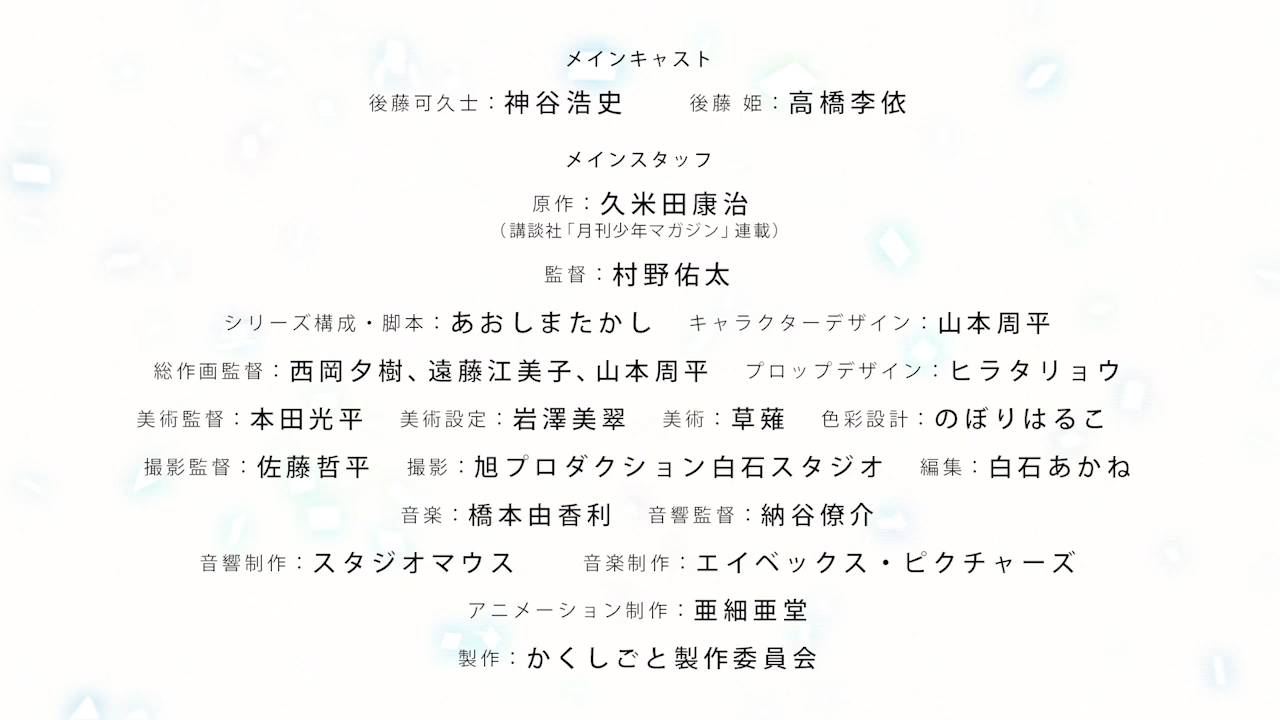 メインキャスト
後藤可久士：神谷浩史　後藤 姫：高橋李依
メインスタッフ
原作：久米田康治
（講談社「月刊少年マガジン」連載）
監督：村野佑太
シリーズ構成・脚本：あおしまたかし　キャラクターデザイン：山本周平
総作画監督：西岡夕樹、遠藤江美子、山本周平　プロップデザイン：ヒラタリョウ
美術監督：本田光平　美術設定：岩澤美翠　美術：草薙　色彩設計：のぼりはるこ
撮影監督：佐藤哲平　撮影：旭プロダクション白石スタジオ　編集：白石あかね
音楽：橋本由香利　音響監督：納谷僚介
音響制作：スタジオマウス　音楽制作：エイベックス・ピクチャーズ
アニメーション制作：亜細亜堂
製作：かくしごと製作委員会